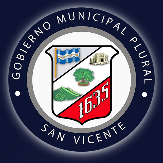 GOBIERNO MUNICIPAL PLURAL
1635
SAN VICENTE